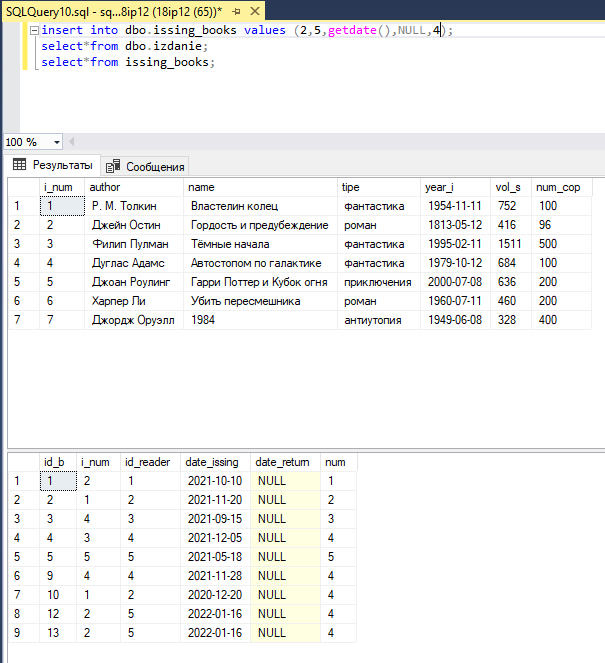 SQLQuery10.sql - sq...8ip12 (18ip12 (65))*
insert into dbo.issing_books values (2,5,getdate(),NULL,4);
select*from dbo.izdanie;
select*from issing_books;
100 %
Результаты Сообщения
i_num author name tipe year_i vol_s num_cop
1 1 Р. М. Толкин Властелин колец фантастика 1954-11-11 752 100
2 2 Джейн Остин Гордость и предубеждение роман 1813-05-12 416 96
3 3 Филип Пулман Тёмные начала фантастика 1995-02-11 1511 500
4 4 Дуглас Адамс Автостопом по галактике фантастика 1979-10-12 684 100
5 5 Джоан Роулинг Гарри Поттер и Кубок огня приключения 2000-07-08 636 200
6 6 Харпер Ли Убить пересмешника роман 1960-07-11 460 200
7 7 Джордж Оруэлл 1984 антиутопия 1949-06-08 328 400
id_b i_num id_reader date_issing date_return num
1 1 2 1 2021-10-10 NULL 1
2 2 1 2 2021-11-20 NULL 2
3 3 4 3 2021-09-15 NULL 3
4 4 3 4 2021-12-05 NULL 4
5 5 5 5 2021-05-18 NULL 5
6 9 4 4 2021-11-28 NULL 4
7 10 1 2 2020-12-20 NULL 4
8 12 2 5 2022-01-16 NULL 4
9 13 2 5 2022-01-16 NULL 4